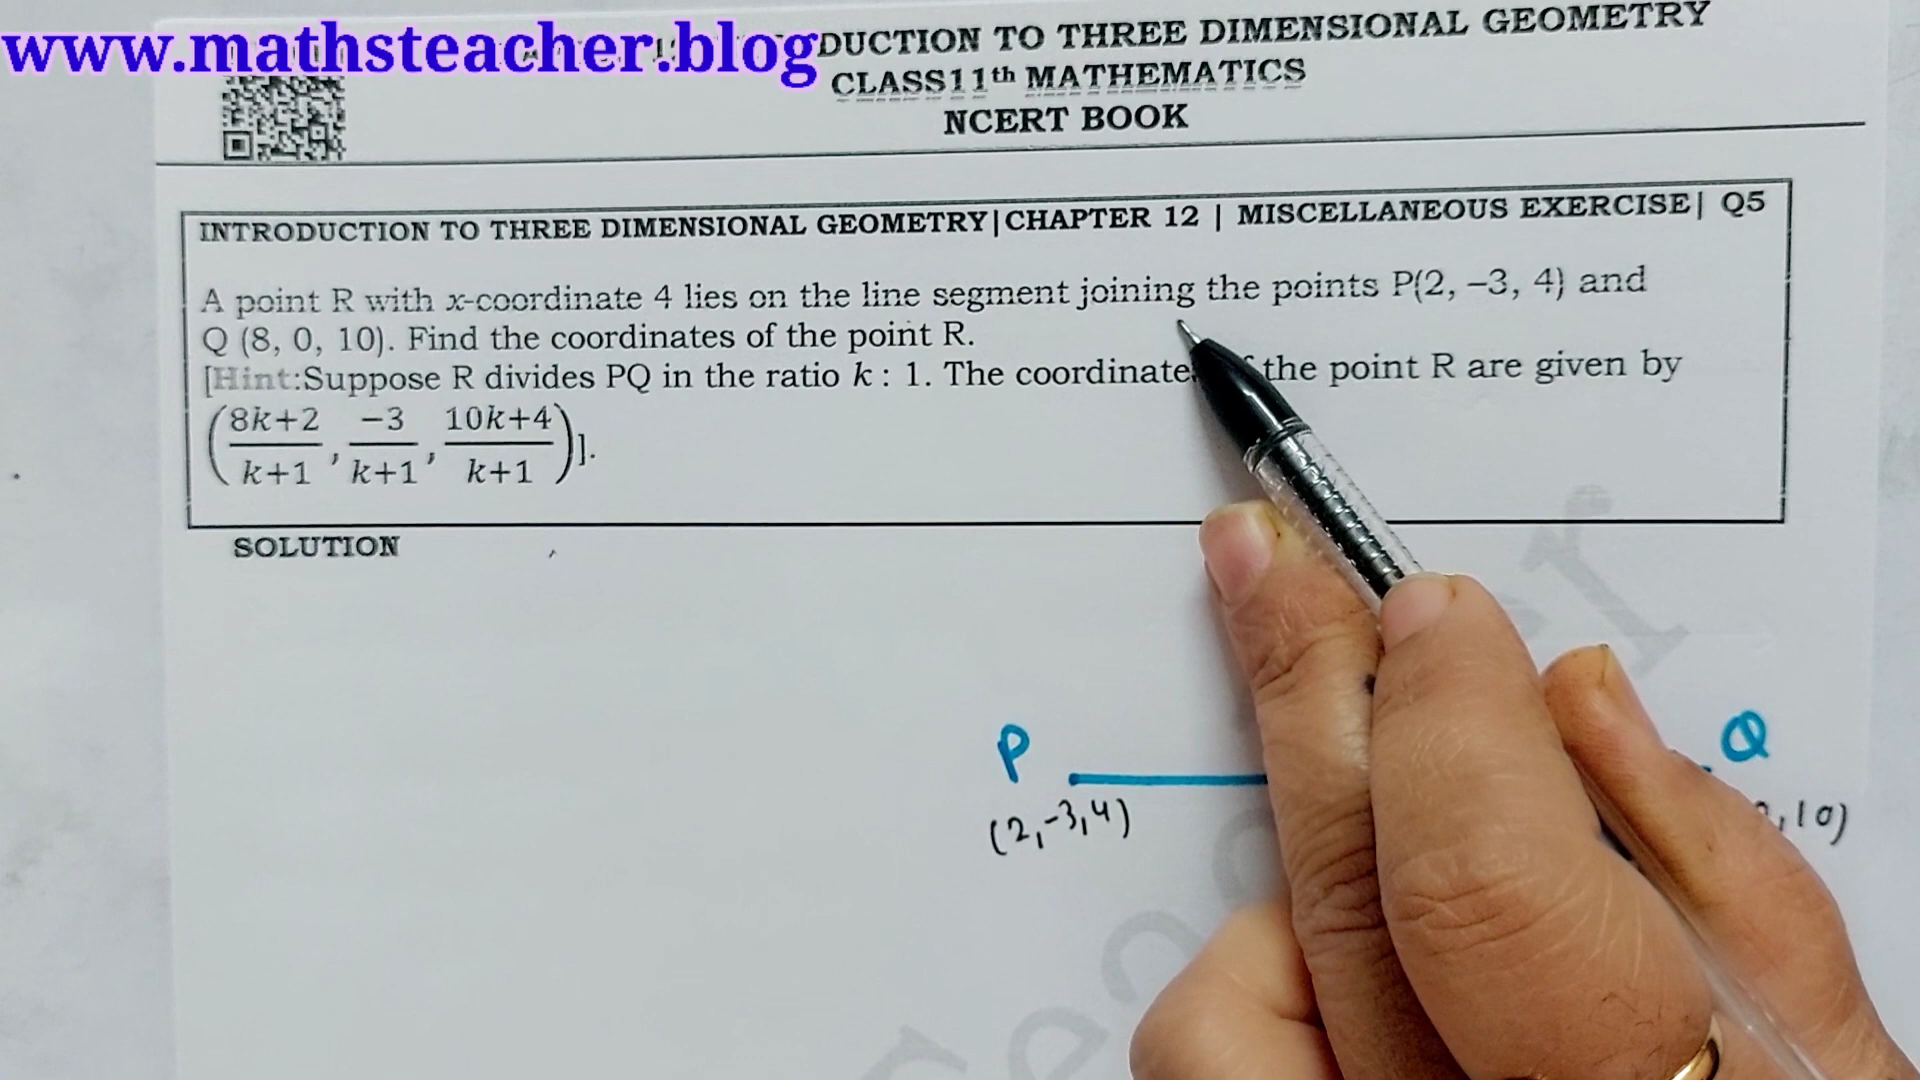 www.mathsteacher.blog
DUCTION TO THREE DIMENSIONAL GEOMETRY
CLASS11th MATHEMATICS
NCERT BOOK
INTRODUCTION TO THREE DIMENSIONAL GEOMETRY|CHAPTER 12 | MISCELLANEOUS EXERCISE| Q5
A point R with x-coordinate 4 lies on the line segment joining the points P(2, –3, 4) and
Q (8, 0, 10). Find the coordinates of the point R.
[Hint:Suppose R divides PQ in the ratio k : 1. The coordinate the point R are given by
(8k+2/k+1, −3/k+1, 10k+4/k+1)].
SOLUTION
P Q
(2,-3,4) ,10)